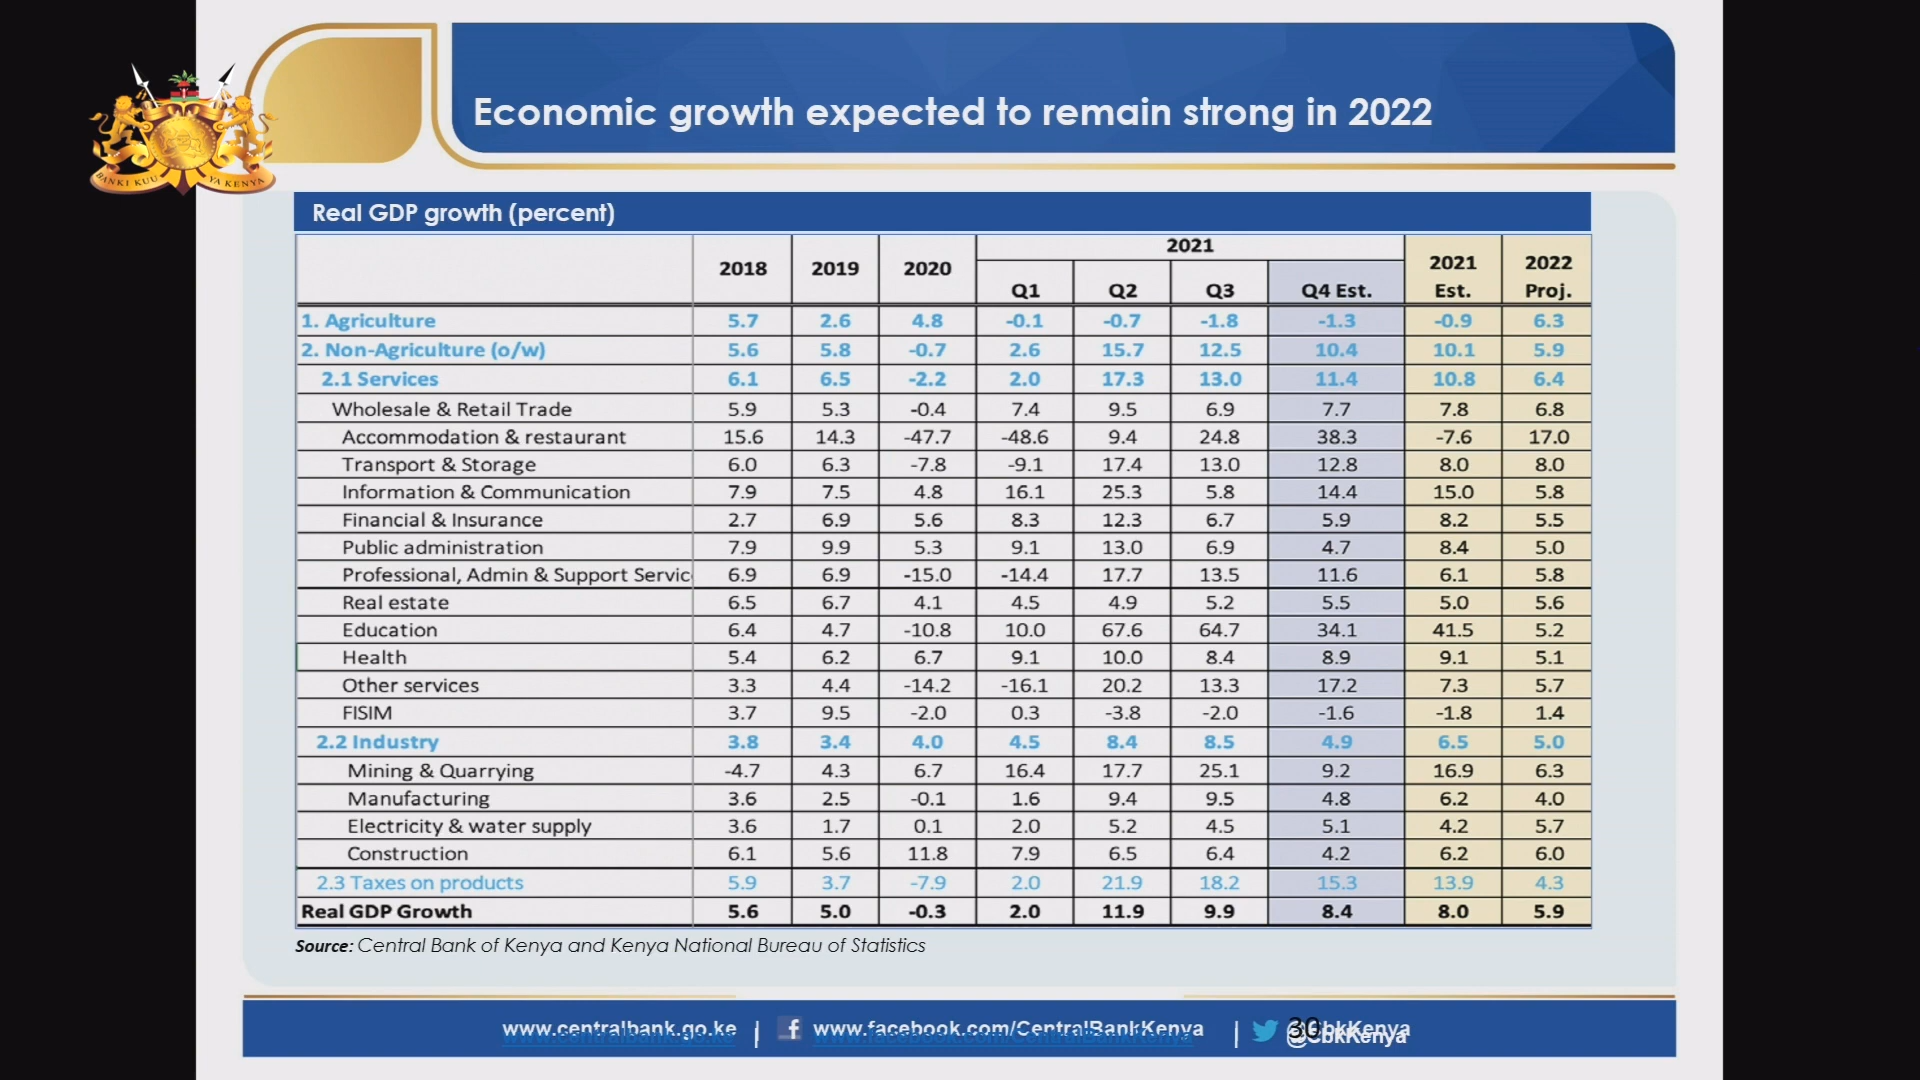 Economic growth expected to remain strong in 2022
BANKI KUU YA KENYA
Real GDP growth (percent)
2018 2019 2020 2021 2021 Est. 2022 Proj.
Q1 Q2 Q3 Q4 Est.
1. Agriculture 5.7 2.6 4.8 -0.1 -0.7 -1.8 -1.3 -0.9 6.3
2. Non-Agriculture (o/w) 5.6 5.8 -0.7 2.6 15.7 12.5 10.4 10.1 5.9
2.1 Services 6.1 6.5 -2.2 2.0 17.3 13.0 11.4 10.8 6.4
Wholesale & Retail Trade 5.9 5.3 -0.4 7.4 9.5 6.9 7.7 7.8 6.8
Accommodation & restaurant 15.6 14.3 -47.7 -48.6 9.4 24.8 38.3 -7.6 17.0
Transport & Storage 6.0 6.3 -7.8 -9.1 17.4 13.0 12.8 8.0 8.0
Information & Communication 7.9 7.5 4.8 16.1 25.3 5.8 14.4 15.0 5.8
Financial & Insurance 2.7 6.9 5.6 8.3 12.3 6.7 5.9 8.2 5.5
Public administration 7.9 9.9 5.3 9.1 13.0 6.9 4.7 8.4 5.0
Professional, Admin & Support Servic 6.9 6.9 -15.0 -14.4 17.7 13.5 11.6 6.1 5.8
Real estate 6.5 6.7 4.1 4.5 4.9 5.2 5.5 5.0 5.6
Education 6.4 4.7 -10.8 10.0 67.6 64.7 34.1 41.5 5.2
Health 5.4 6.2 6.7 9.1 10.0 8.4 8.9 9.1 5.1
Other services 3.3 4.4 -14.2 -16.1 20.2 13.3 17.2 7.3 5.7
FISIM 3.7 9.5 -2.0 0.3 -3.8 -2.0 -1.6 -1.8 1.4
2.2 Industry 3.8 3.4 4.0 4.5 8.4 8.5 4.9 6.5 5.0
Mining & Quarrying -4.7 4.3 6.7 16.4 17.7 25.1 9.2 16.9 6.3
Manufacturing 3.6 2.5 -0.1 1.6 9.4 9.5 4.8 6.2 4.0
Electricity & water supply 3.6 1.7 0.1 2.0 5.2 4.5 5.1 4.2 5.7
Construction 6.1 5.6 11.8 7.9 6.5 6.4 4.2 6.2 6.0
2.3 Taxes on products 5.9 3.7 -7.9 2.0 21.9 18.2 15.3 13.9 4.3
Real GDP Growth 5.6 5.0 -0.3 2.0 11.9 9.9 8.4 8.0 5.9
Source: Central Bank of Kenya and Kenya National Bureau of Statistics
www.centralbank.go.ke | www.facebook.com/CentralBankKenya | @CbkKenya
www.centralbank.go.ke | www.facebook.com/CentralBankKenya | @CbkKenya
30